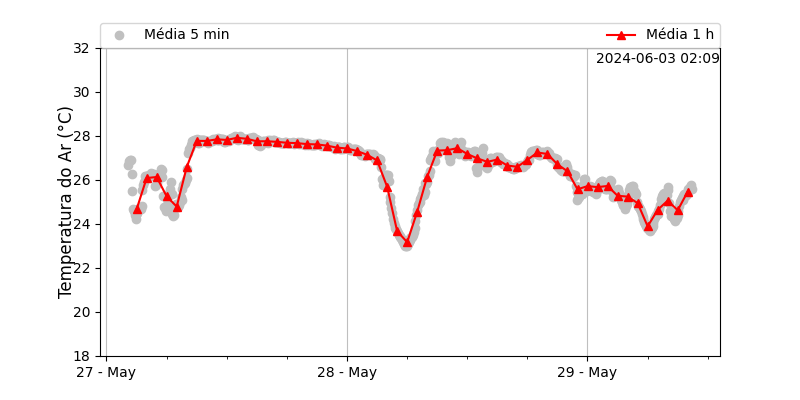 Média 5 min
Média 1 h
2024-06-03 02:09
Temperatura do Ar (°C)
32
30
28
26
24
22
20
18
27 - May
28 - May
29 - May